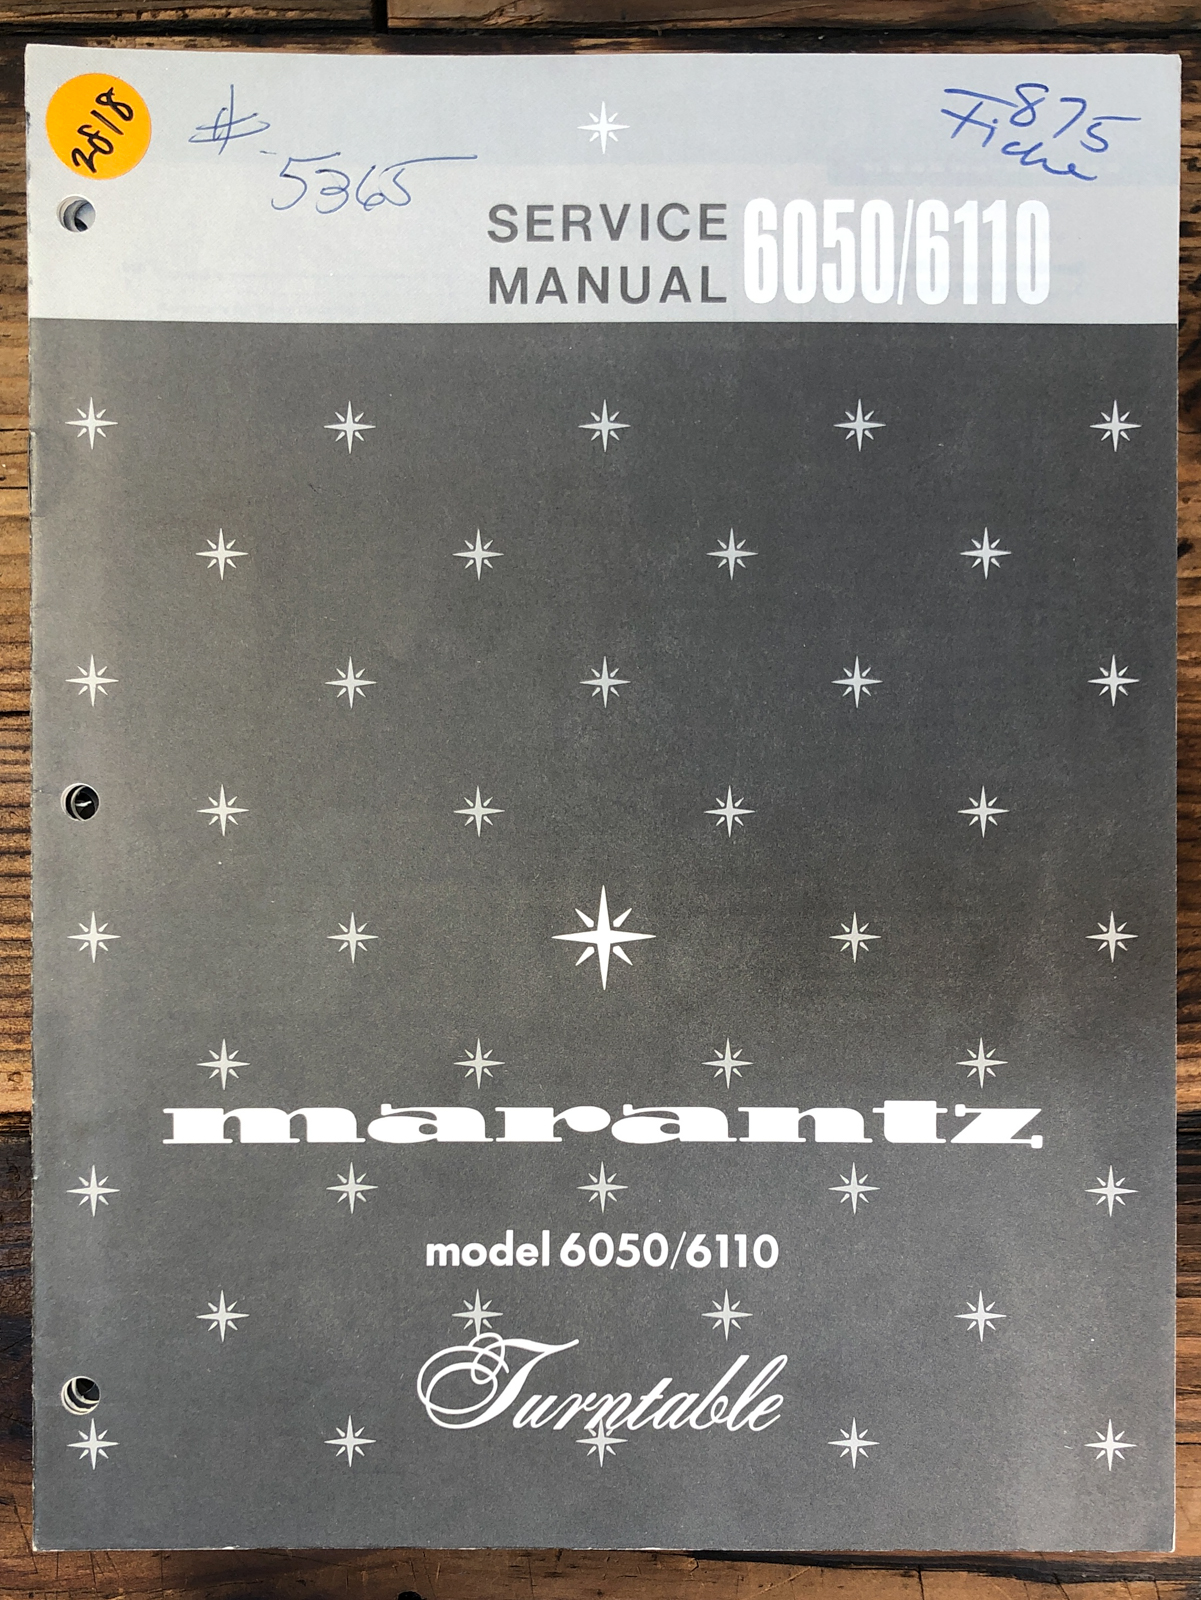 2818
# 5365
875
Fiche
SERVICE
MANUAL 6050/6110
marantz
model 6050/6110
Turntable